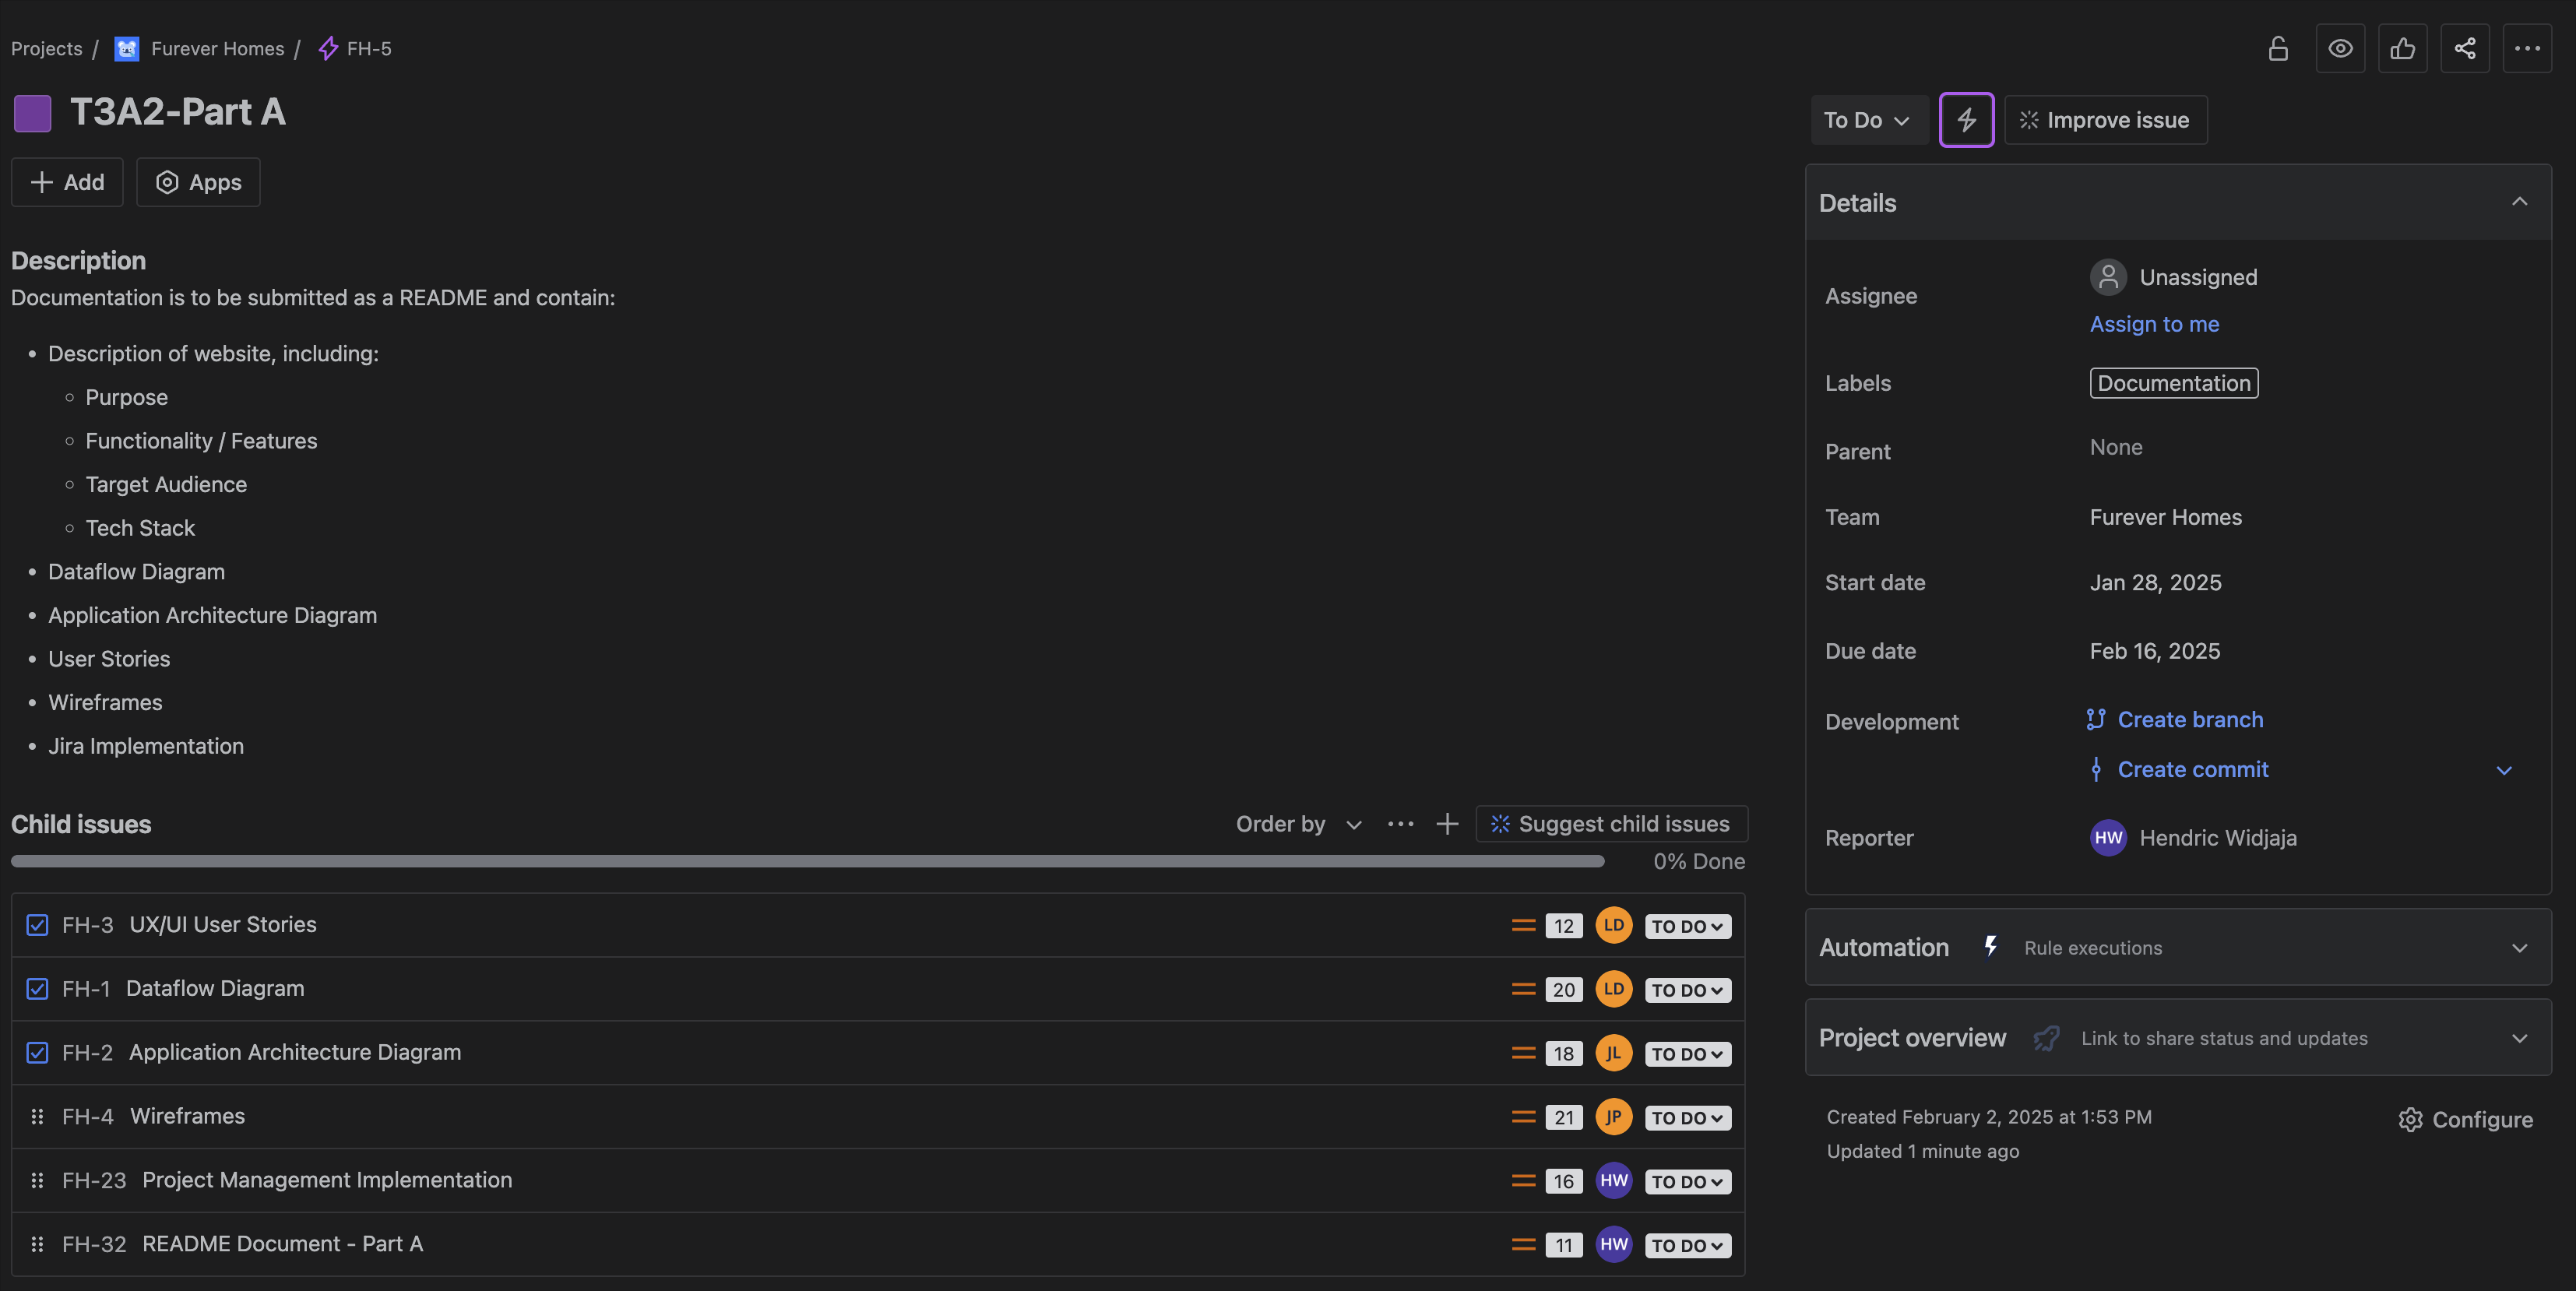 Projects / Furever Homes / FH-5
T3A2-Part A
Add Apps
Description
Documentation is to be submitted as a README and contain:
• Description of website, including:
◦ Purpose
◦ Functionality / Features
◦ Target Audience
◦ Tech Stack
• Dataflow Diagram
• Application Architecture Diagram
• User Stories
• Wireframes
• Jira Implementation
Child issues Order by Suggest child issues
0% Done
FH-3 UX/UI User Stories 12 LD TO DO
FH-1 Dataflow Diagram 20 LD TO DO
FH-2 Application Architecture Diagram 18 JL TO DO
FH-4 Wireframes 21 JP TO DO
FH-23 Project Management Implementation 16 HW TO DO
FH-32 README Document - Part A 11 HW TO DO
To Do Improve issue
Details
Assignee Unassigned
Assign to me
Labels Documentation
Parent None
Team Furever Homes
Start date Jan 28, 2025
Due date Feb 16, 2025
Development Create branch
Create commit
Reporter HW Hendric Widjaja
Automation Rule executions
Project overview Link to share status and updates
Created February 2, 2025 at 1:53 PM Configure
Updated 1 minute ago